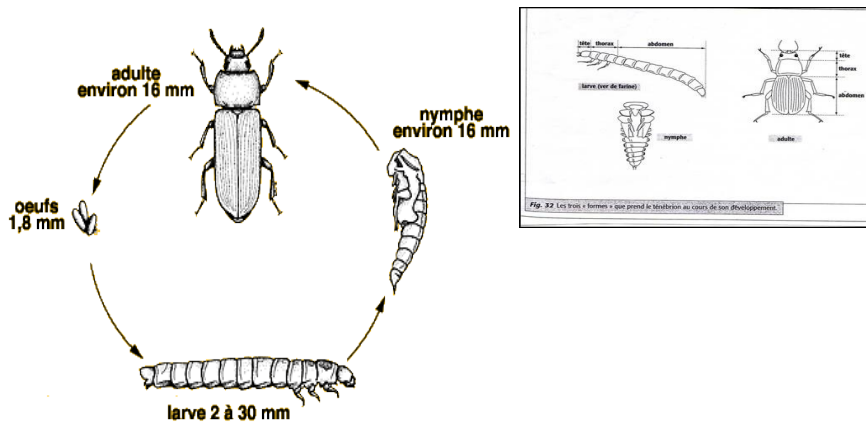 adulte
environ 16 mm
nymphe
environ 16 mm
oeufs
1,8 mm
larve 2 à 30 mm
tête thorax abdomen
larve (ver de farine)
nymphe
tête
thorax
abdomen
adulte
Fig. 32 Les trois « formes » que prend le ténébrion au cours de son développement.